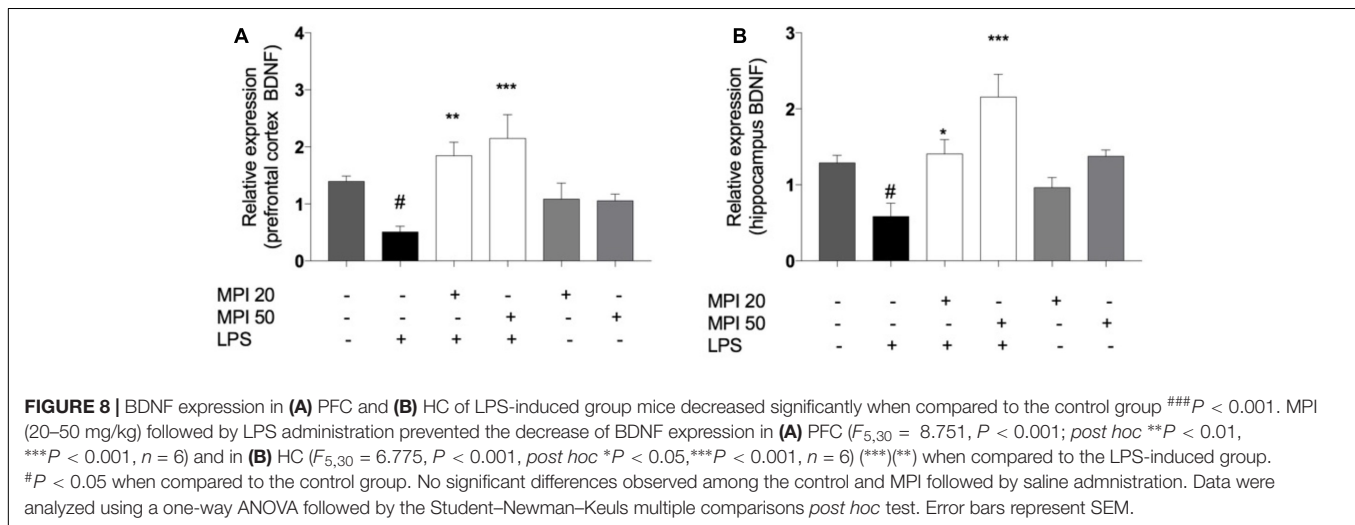 A
Relative expression
(prefrontal cortex BDNF)
4
3
2
1
0
#
**
***
MPI 20 - - + - + -
MPI 50 - - - + - +
LPS - + + + - -
B
Relative expression
(hippocampus BDNF)
3
2
1
0
#
*
***
MPI 20 - - + - + -
MPI 50 - - - + - +
LPS - + + + - -
FIGURE 8 | BDNF expression in (A) PFC and (B) HC of LPS-induced group mice decreased significantly when compared to the control group ###P < 0.001. MPI
(20–50 mg/kg) followed by LPS administration prevented the decrease of BDNF expression in (A) PFC (F5,30 = 8.751, P < 0.001; post hoc **P < 0.01,
***P < 0.001, n = 6) and in (B) HC (F5,30 = 6.775, P < 0.001, post hoc *P < 0.05,***P < 0.001, n = 6) (***)(**) when compared to the LPS-induced group.
#P < 0.05 when compared to the control group. No significant differences observed among the control and MPI followed by saline admnistration. Data were
analyzed using a one-way ANOVA followed by the Student–Newman–Keuls multiple comparisons post hoc test. Error bars represent SEM.